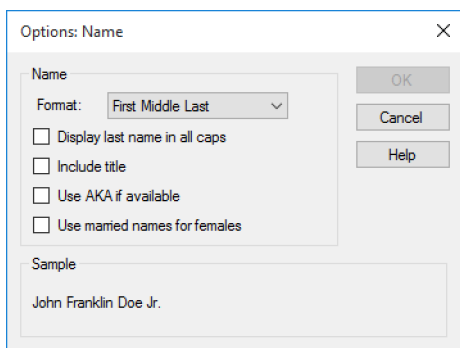 Options: Name
Name
Format: First Middle Last
Display last name in all caps
Include title
Use AKA if available
Use married names for females
OK
Cancel
Help
Sample
John Franklin Doe Jr.